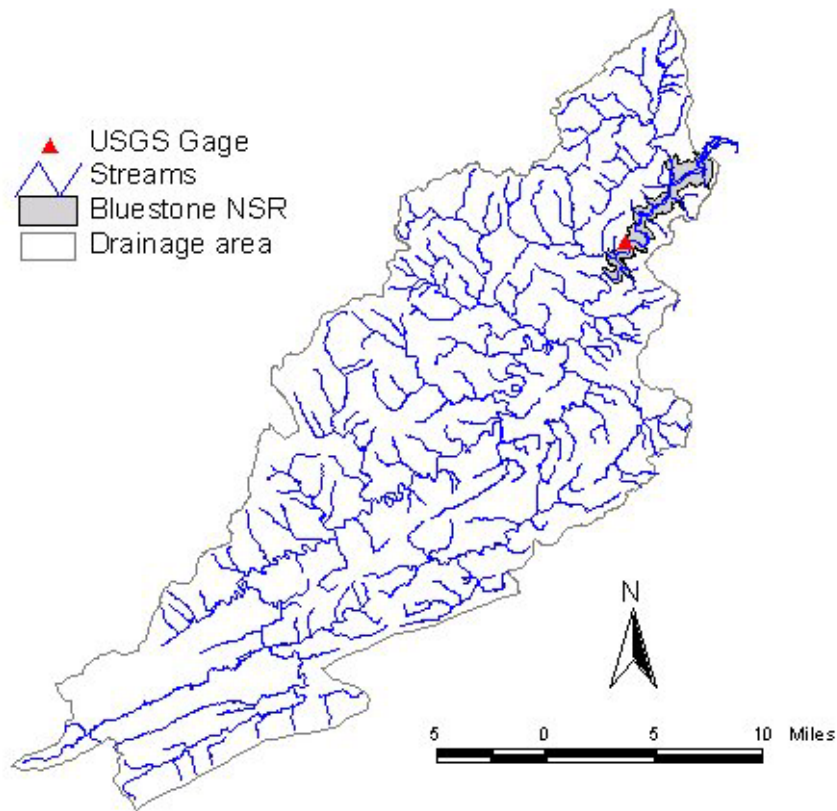 USGS Gage
Streams
Bluestone NSR
Drainage area
N
5 0 5 10 Miles